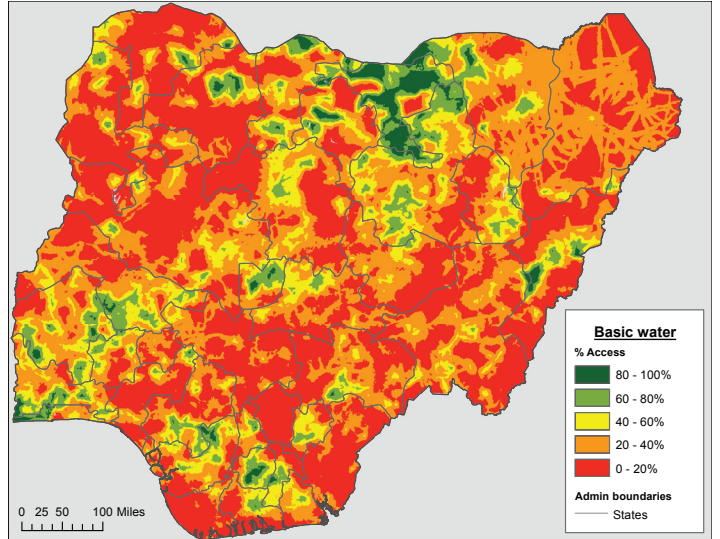 Basic water
% Access
80 - 100%
60 - 80%
40 - 60%
20 - 40%
0 - 20%
Admin boundaries
States
0 25 50 100 Miles